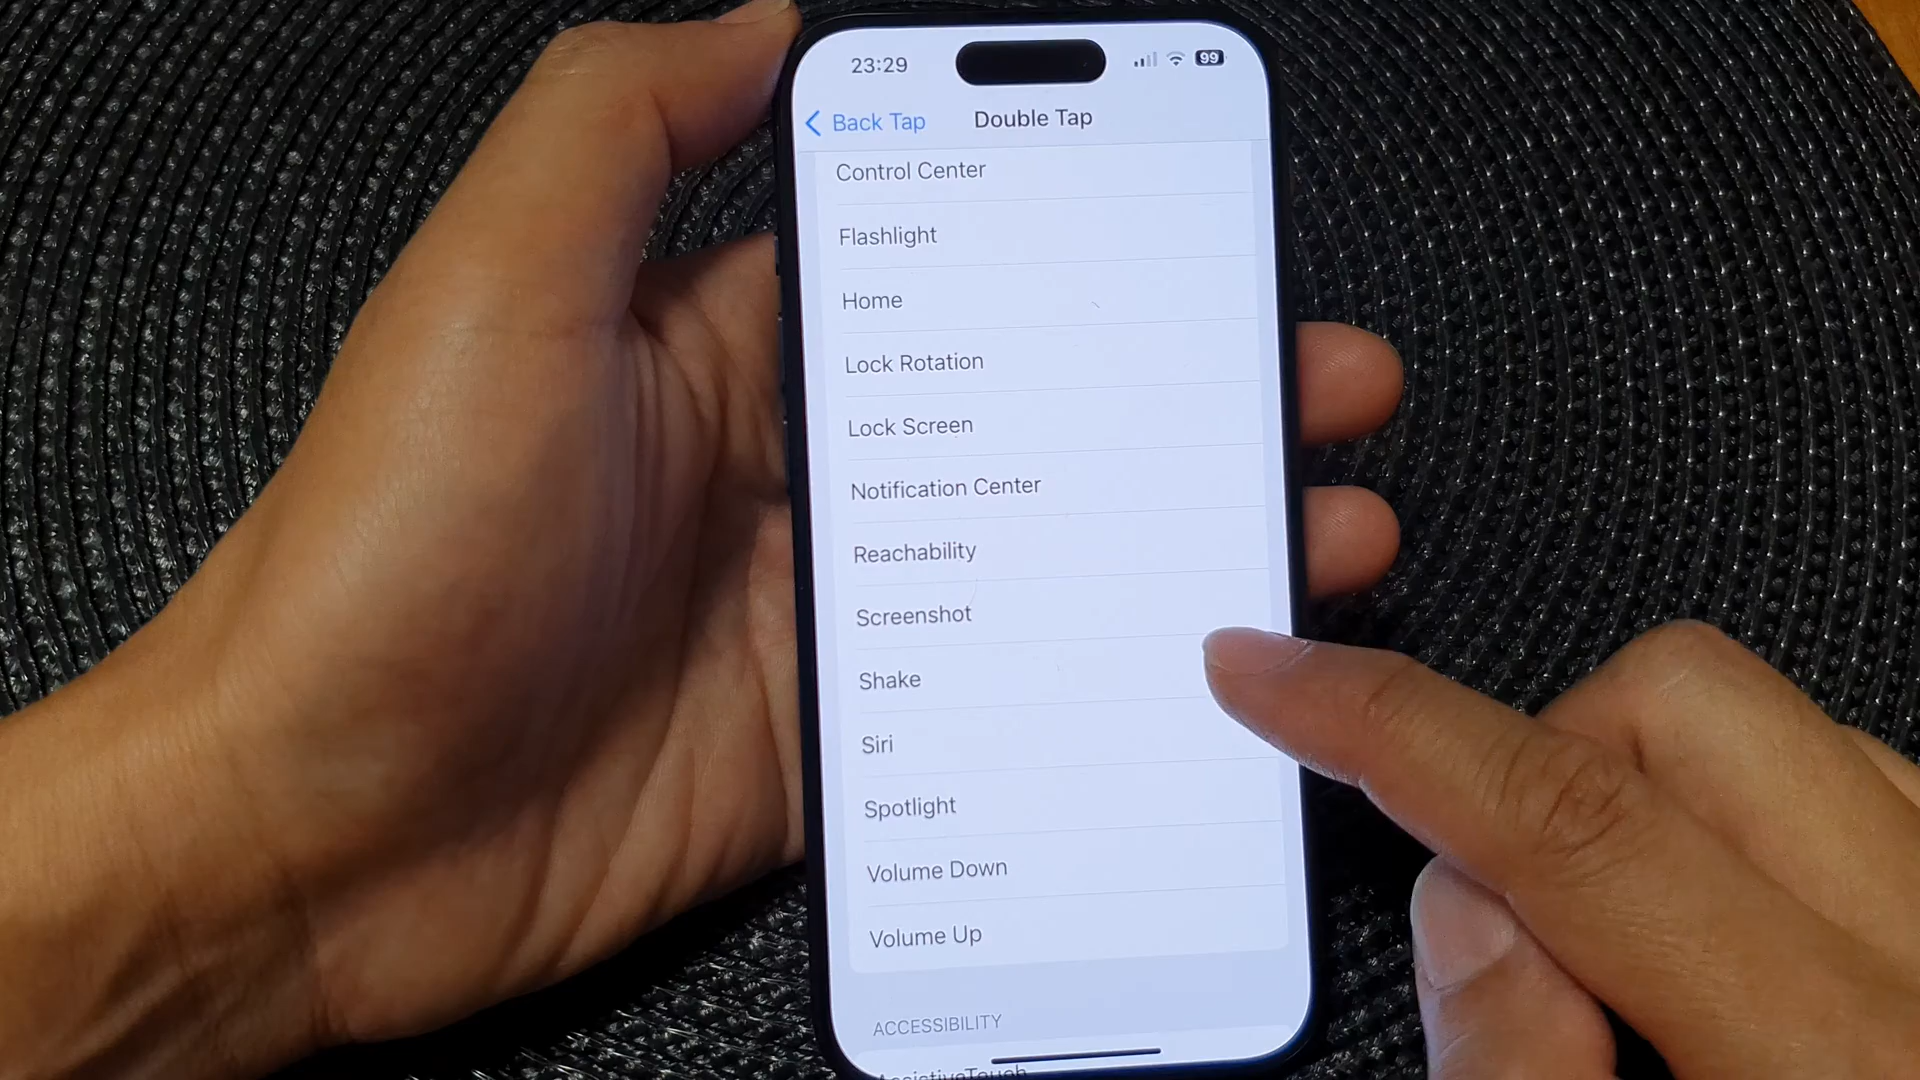 23:29
99
Back Tap
Double Tap
Control Center
Flashlight
Home
Lock Rotation
Lock Screen
Notification Center
Reachability
Screenshot
Shake
Siri
Spotlight
Volume Down
Volume Up
ACCESSIBILITY
AssistiveTouch